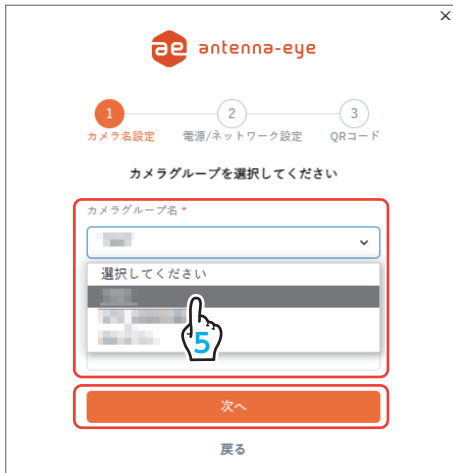 ×
ae antenna-eye
1 2 3
カメラ名設定 電源/ネットワーク設定 QRコード
カメラグループを選択してください
カメラグループ名 *
選択してください
5
次へ
戻る